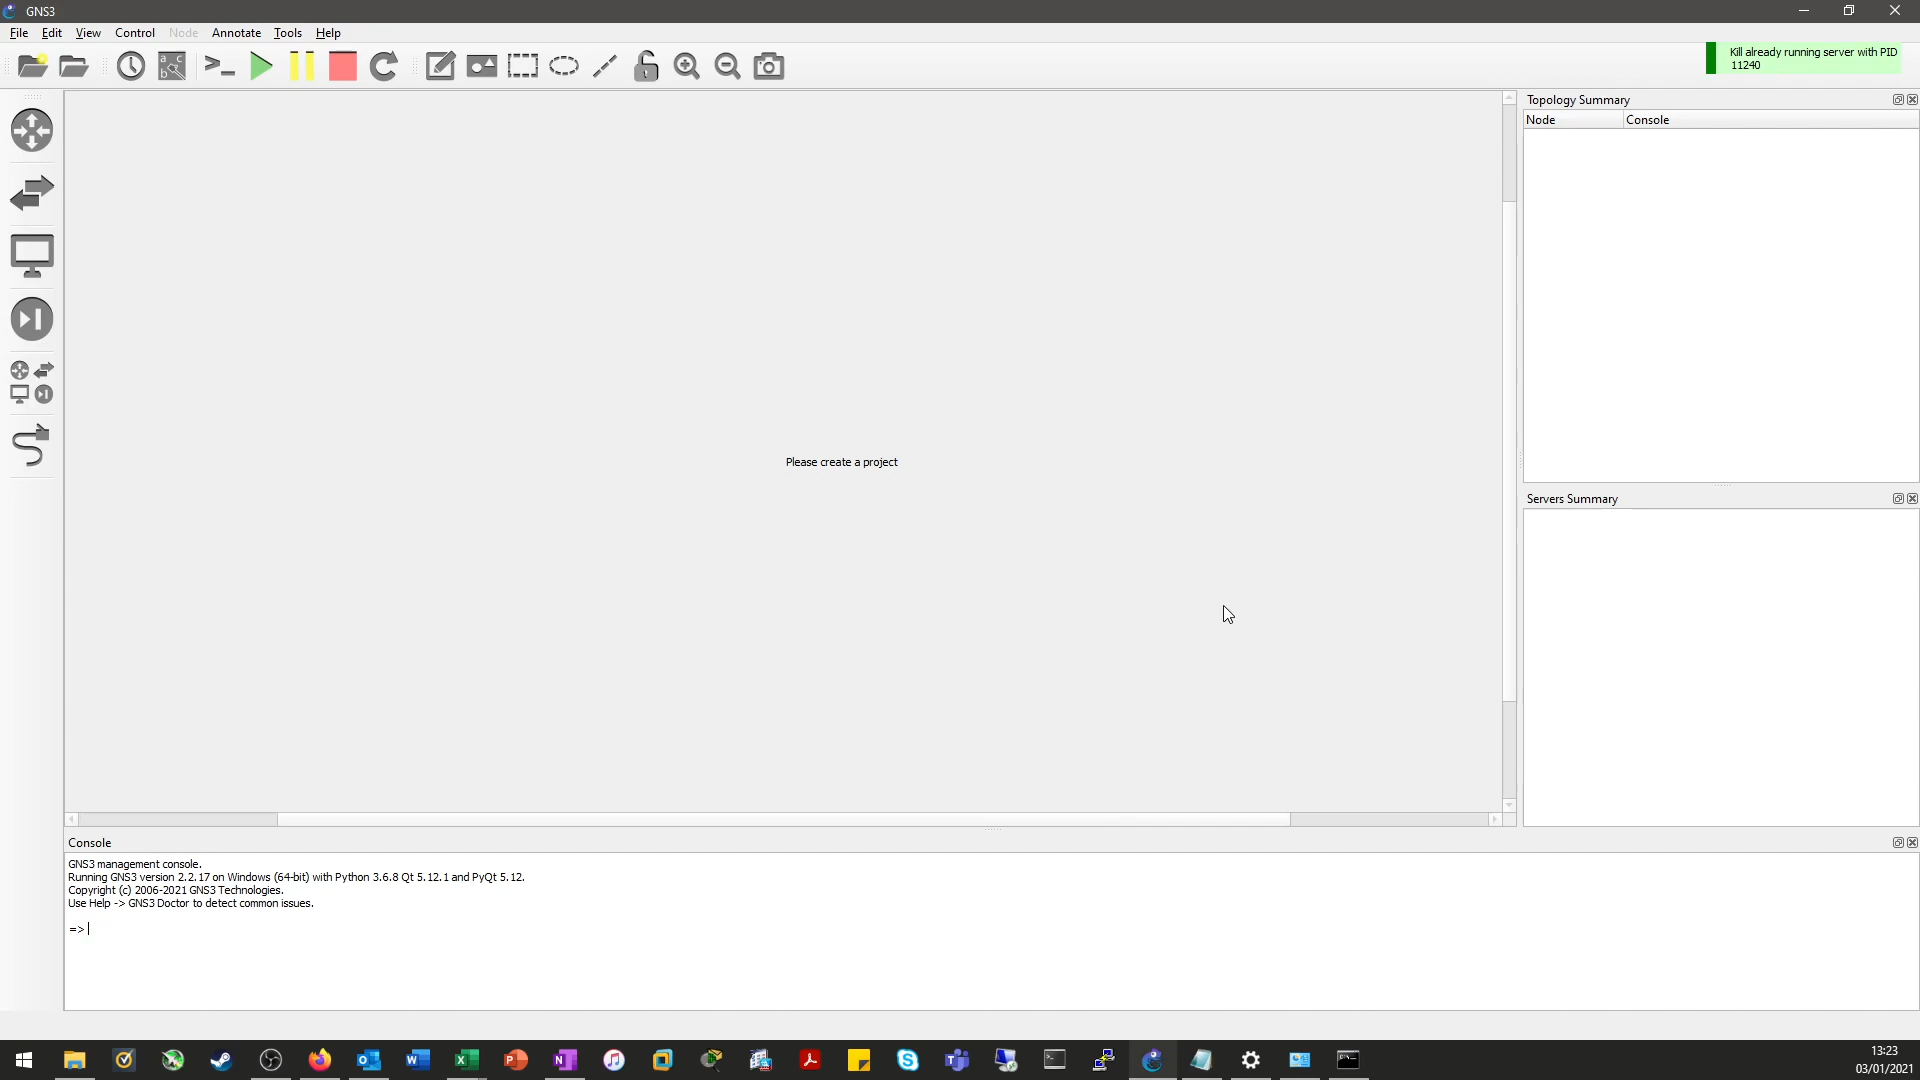 GNS3
File Edit View Control Node Annotate Tools Help
Kill already running server with PID
11240
Topology Summary
Node Console
Please create a project
Servers Summary
Console
GNS3 management console.
Running GNS3 version 2.2.17 on Windows (64-bit) with Python 3.6.8 Qt 5.12.1 and PyQt 5.12.
Copyright (c) 2006-2021 GNS3 Technologies.
Use Help -> GNS3 Doctor to detect common issues.
=>
13:23
03/01/2021